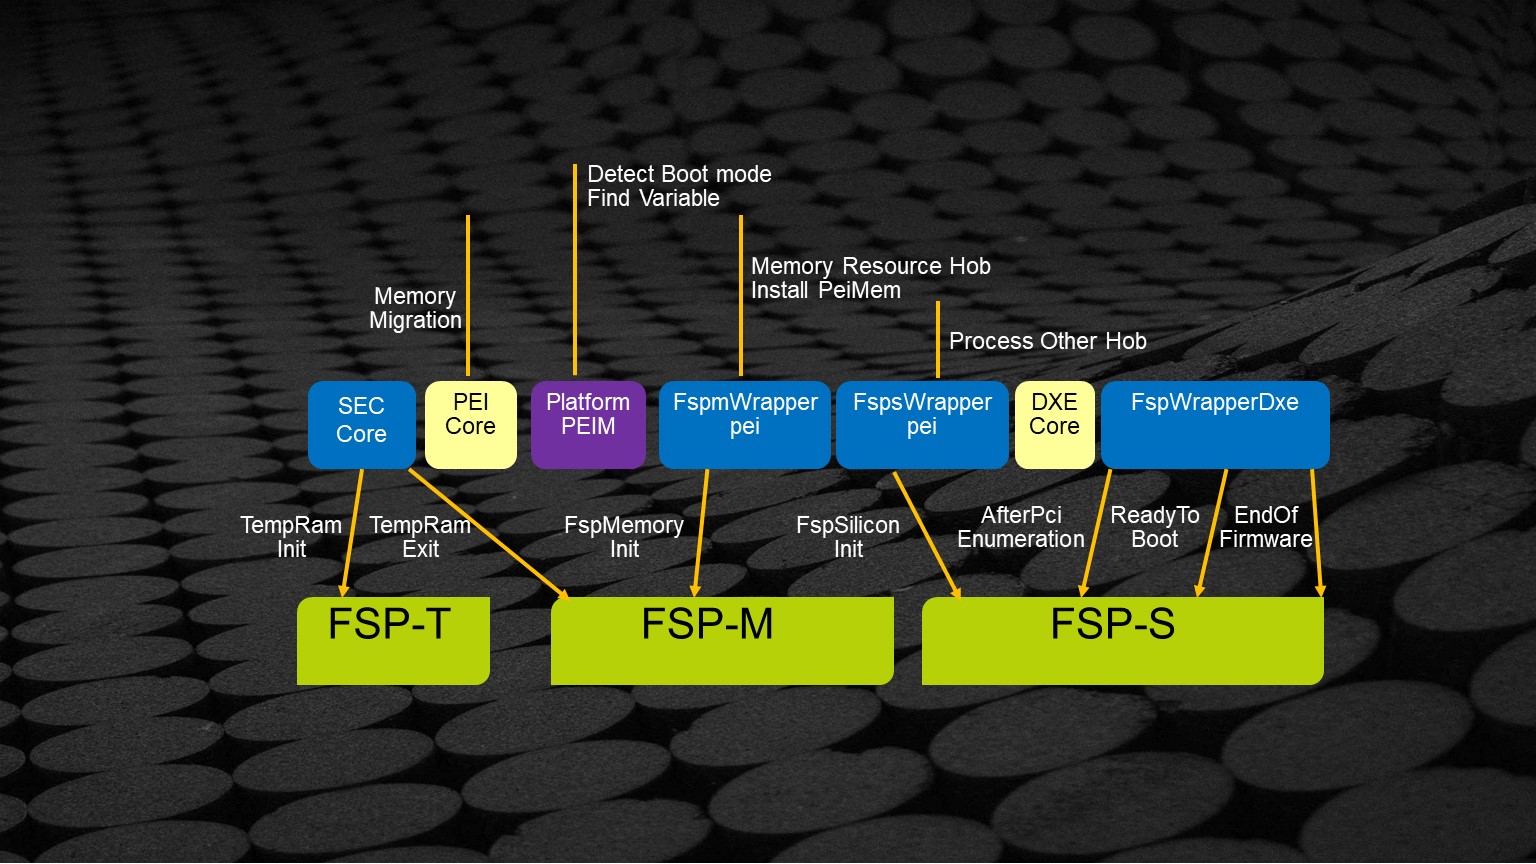 Detect Boot mode
Find Variable
Memory Resource Hob
Install PeiMem
Memory
Migration
Process Other Hob
SEC
Core
PEI
Core
Platform
PEIM
FspmWrapper
pei
FspsWrapper
pei
DXE
Core
FspWrapperDxe
TempRam
Init
TempRam
Exit
FspMemory
Init
FspSilicon
Init
AfterPci
Enumeration
ReadyTo
Boot
EndOf
Firmware
FSP-T
FSP-M
FSP-S